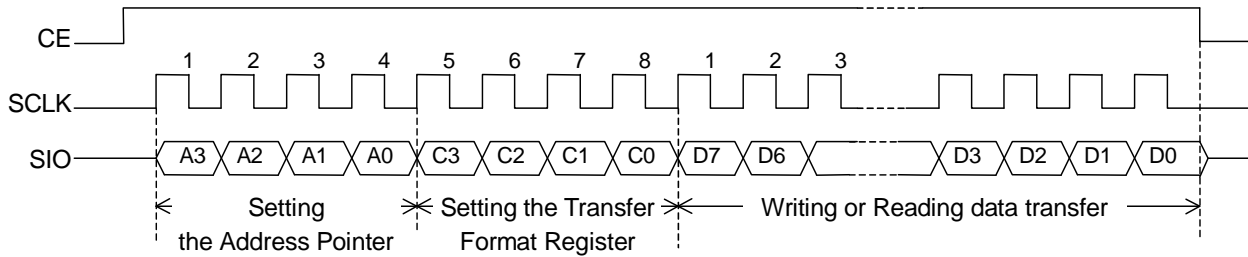 CE
1 2 3 4 5 6 7 8 1 2 3
SCLK
SIO A3 A2 A1 A0 C3 C2 C1 C0 D7 D6 D3 D2 D1 D0
Setting Setting the Transfer Writing or Reading data transfer
the Address Pointer Format Register